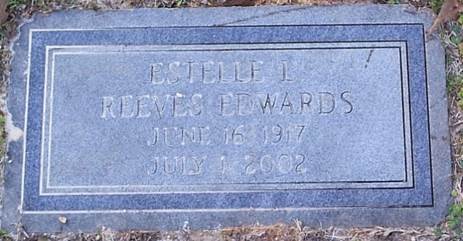 ESTELLE L
REEVES EDWARDS
JUNE 16 1917
JULY 1 2002